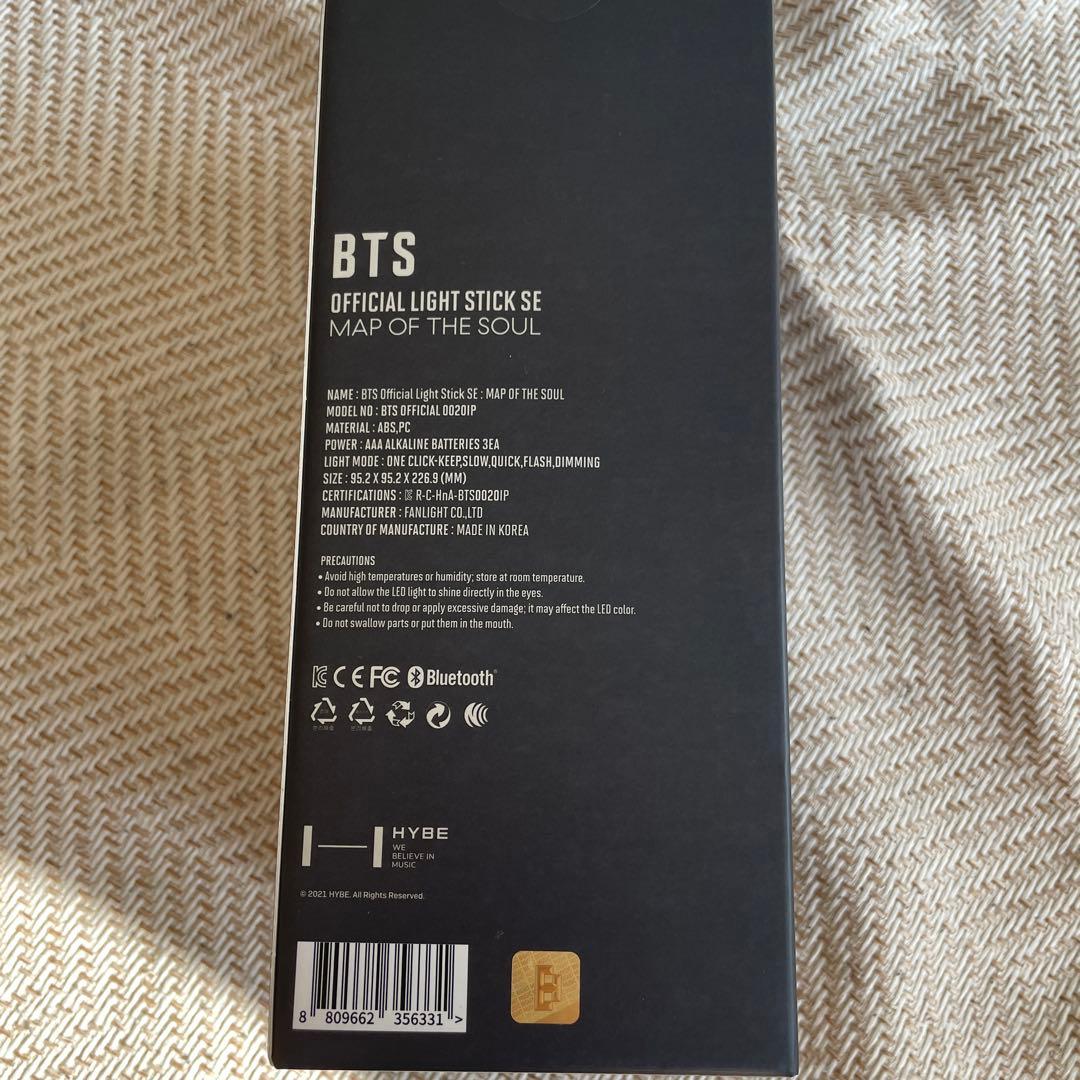 BTS
OFFICIAL LIGHT STICK SE
MAP OF THE SOUL
NAME : BTS Official Light Stick SE : MAP OF THE SOUL
MODEL NO : BTS OFFICIAL 0020IP
MATERIAL : ABS,PC
POWER : AAA ALKALINE BATTERIES 3EA
LIGHT MODE : ONE CLICK-KEEP,SLOW,QUICK,FLASH,DIMMING
SIZE : 95.2 X 95.2 X 226.9 (MM)
CERTIFICATIONS : R-C-HnA-BTS0020IP
MANUFACTURER : FANLIGHT CO.,LTD
COUNTRY OF MANUFACTURE : MADE IN KOREA
PRECAUTIONS
• Avoid high temperatures or humidity; store at room temperature.
• Do not allow the LED light to shine directly in the eyes.
• Be careful not to drop or apply excessive damage; it may affect the LED color.
• Do not swallow parts or put them in the mouth.
CE FC Bluetooth®
HYBE
WE
BELIEVE IN
MUSIC
© 2021 HYBE. All Rights Reserved.
8 809662 356331 >